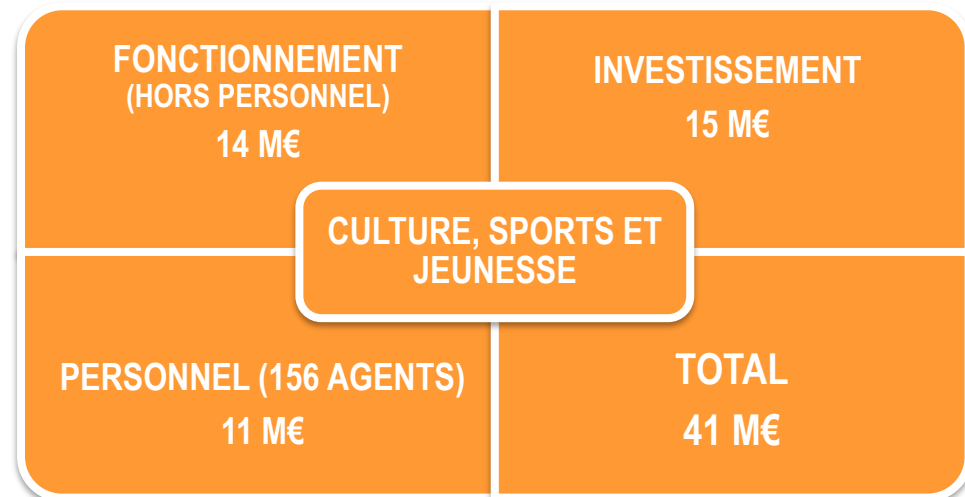 FONCTIONNEMENT
(HORS PERSONNEL)
14 M€
INVESTISSEMENT
15 M€
CULTURE, SPORTS ET
JEUNESSE
PERSONNEL (156 AGENTS)
11 M€
TOTAL
41 M€